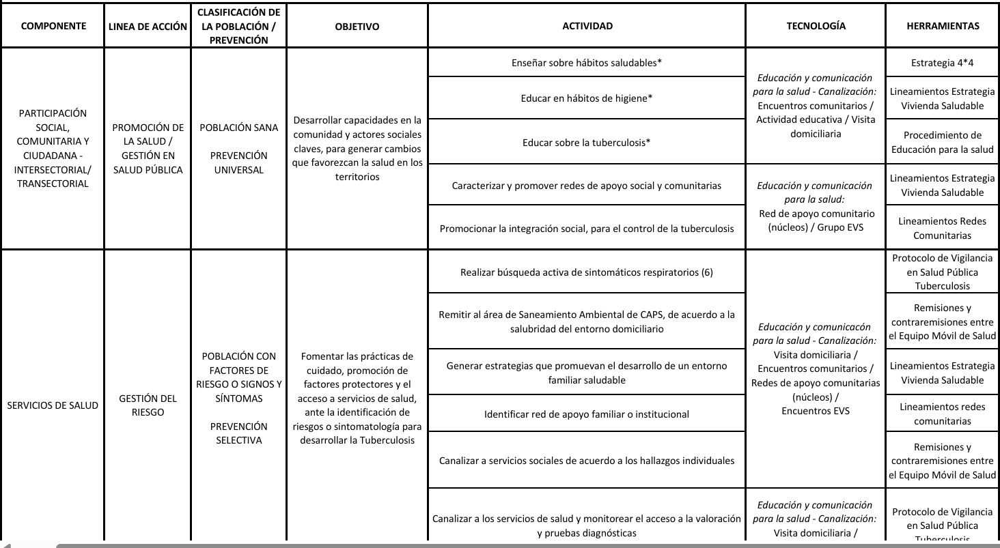 COMPONENTE
LINEA DE ACCIÓN
CLASIFICACIÓN DE
LA POBLACIÓN /
PREVENCIÓN
OBJETIVO
ACTIVIDAD
TECNOLOGÍA
HERRAMIENTAS
PARTICIPACIÓN
SOCIAL,
COMUNITARIA Y
CIUDADANA -
INTERSECTORIAL/
TRANSECTORIAL
PROMOCIÓN DE
LA SALUD /
GESTIÓN EN
SALUD PÚBLICA
POBLACIÓN SANA
PREVENCIÓN
UNIVERSAL
Desarrollar capacidades en la
comunidad y actores sociales
claves, para generar cambios
que favorezcan la salud en los
territorios
Enseñar sobre hábitos saludables*
Educar en hábitos de higiene*
Educar sobre la tuberculosis*
Caracterizar y promover redes de apoyo social y comunitarias
Promocionar la integración social, para el control de la tuberculosis
Educación y comunicación
para la salud - Canalización:
Encuentros comunitarios /
Actividad educativa / Visita
domiciliaria
Educación y comunicación
para la salud:
Red de apoyo comunitario
(núcleos) / Grupo EVS
Estrategia 4*4
Lineamientos Estrategia
Vivienda Saludable
Procedimiento de
Educación para la salud
Lineamientos Estrategia
Vivienda Saludable
Lineamientos Redes
Comunitarias
SERVICIOS DE SALUD
GESTIÓN DEL
RIESGO
POBLACIÓN CON
FACTORES DE
RIESGO O SIGNOS Y
SÍNTOMAS
PREVENCIÓN
SELECTIVA
Fomentar las prácticas de
cuidado, promoción de
factores protectores y el
acceso a servicios de salud,
ante la identificación de
riesgos o sintomatología para
desarrollar la Tuberculosis
Realizar búsqueda activa de sintomáticos respiratorios (6)
Remitir al área de Saneamiento Ambiental de CAPS, de acuerdo a la
salubridad del entorno domiciliario
Generar estrategias que promuevan el desarrollo de un entorno
familiar saludable
Identificar red de apoyo familiar o institucional
Canalizar a servicios sociales de acuerdo a los hallazgos individuales
Canalizar a los servicios de salud y monitorear el acceso a la valoración
y pruebas diagnósticas
Educación y comunicacón
para la salud - Canalización:
Visita domiciliaria /
Encuentros comunitarios /
Redes de apoyo comunitarias
(núcleos) /
Encuentros EVS
Educación y comunicación
para la salud - Canalización:
Visita domiciliaria /
Protocolo de Vigilancia
en Salud Pública
Tuberculosis
Remisiones y
contraremisiones entre
el Equipo Móvil de Salud
Lineamientos Estrategia
Vivienda Saludable
Lineamientos redes
comunitarias
Remisiones y
contraremisiones entre
el Equipo Móvil de Salud
Protocolo de Vigilancia
en Salud Pública
Tuberculosis